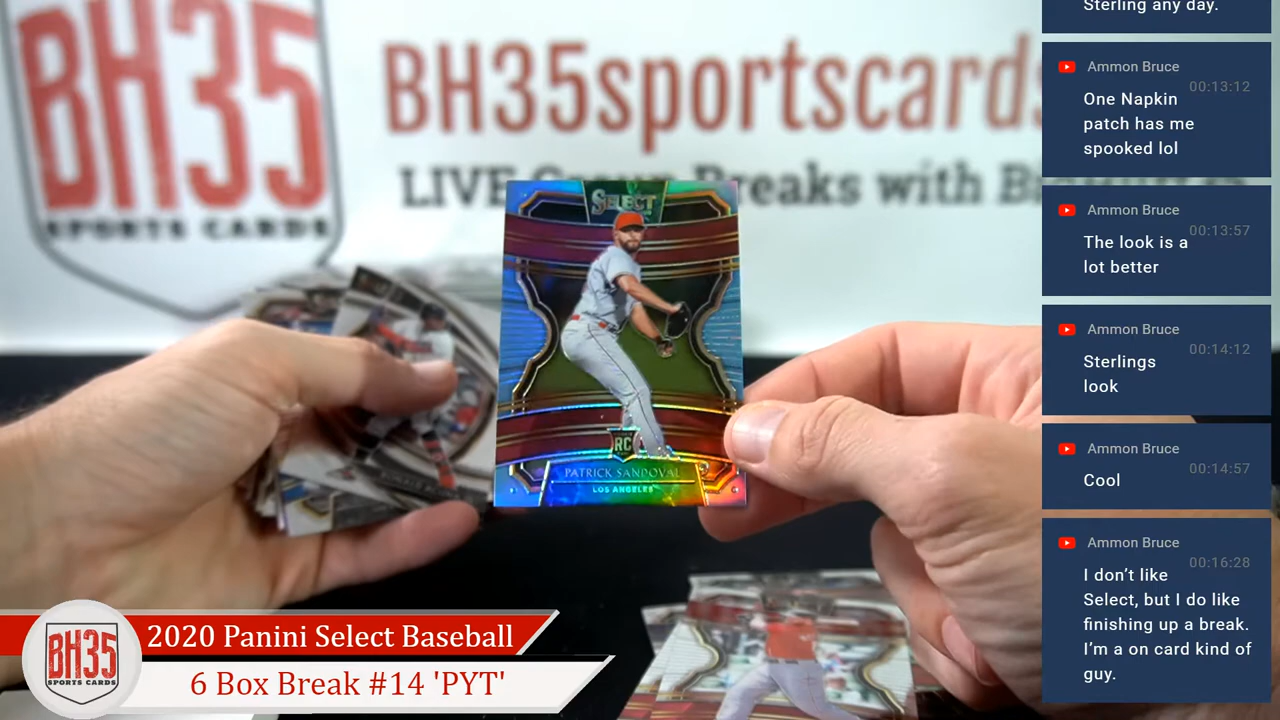 BH35
SPORTS CARDS
BH35sportscards
LIVE Group Breaks with
SELECT
RC
PATRICK SANDOVAL
LOS ANGELES
2020 Panini Select Baseball
6 Box Break #14 'PYT'
BH35
SPORTS CARDS
Sterling any day.
Ammon Bruce
00:13:12
One Napkin
patch has me
spooked lol
Ammon Bruce
00:13:57
The look is a
lot better
Ammon Bruce
00:14:12
Sterlings
look
Ammon Bruce
00:14:57
Cool
Ammon Bruce
00:16:28
I don't like
Select, but I do like
finishing up a break.
I'm a on card kind of
guy.